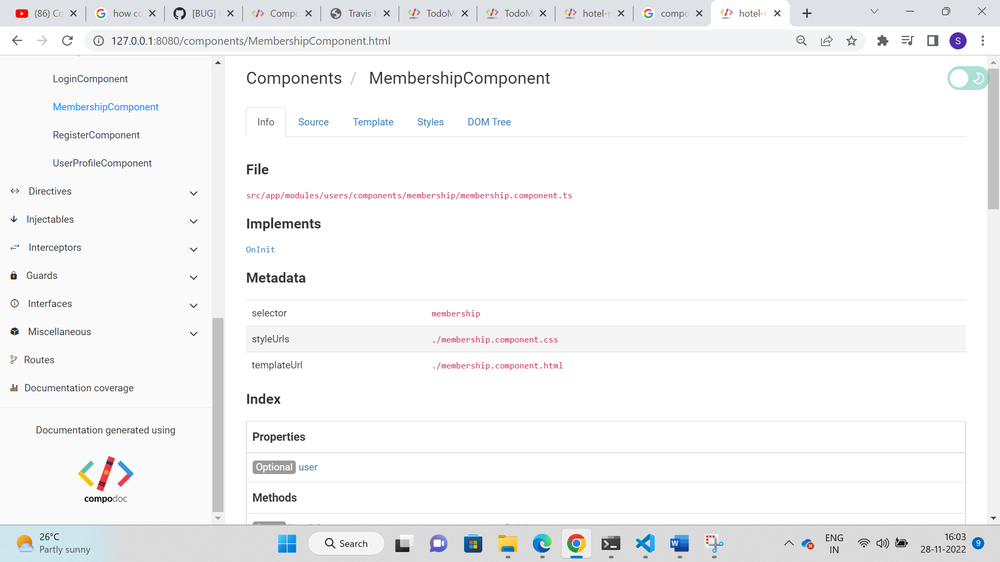 (86) Co
how co
[BUG]
Compo
Travis
TodoM
TodoM
hotel-r
compo
hotel-r
127.0.0.1:8080/components/MembershipComponent.html
S
LoginComponent
MembershipComponent
RegisterComponent
UserProfileComponent
Directives
Injectables
Interceptors
Guards
Interfaces
Miscellaneous
Routes
Documentation coverage
Documentation generated using
compodoc
Components / MembershipComponent
Info Source Template Styles DOM Tree
File
src/app/modules/users/components/membership/membership.component.ts
Implements
OnInit
Metadata
selector membership
styleUrls ./membership.component.css
templateUrl ./membership.component.html
Index
Properties
Optional user
Methods
26°C
Partly sunny
Search
ENG
IN
16:03
28-11-2022
9